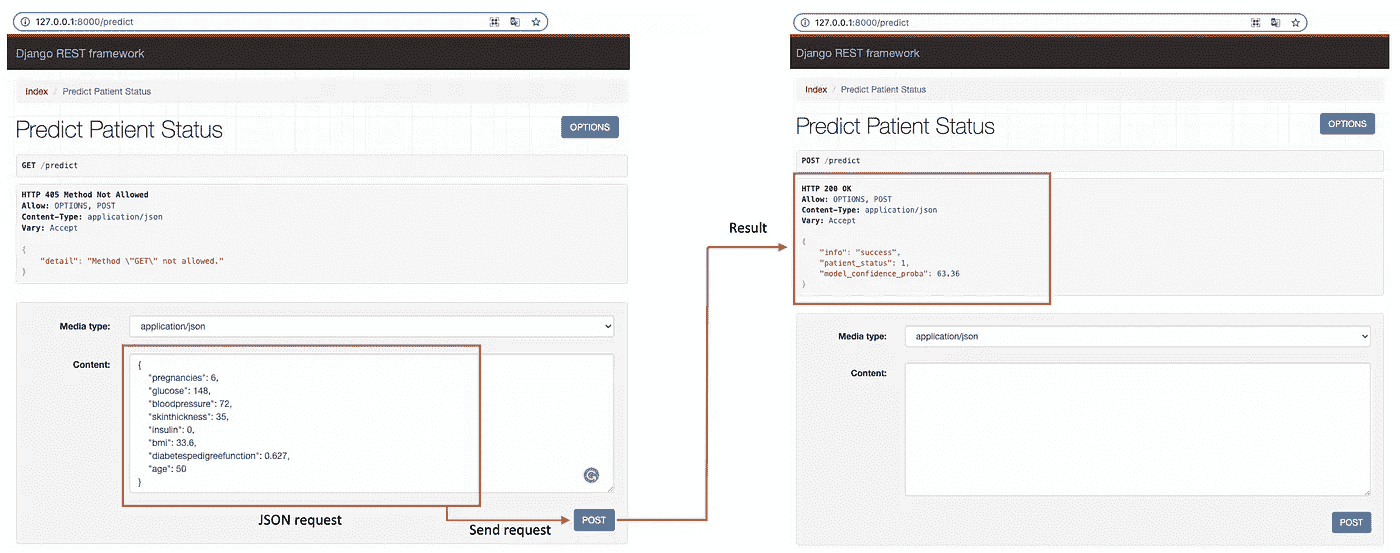 127.0.0.1:8000/predict
Django REST framework
Index / Predict Patient Status
Predict Patient Status
OPTIONS
GET /predict
HTTP 405 Method Not Allowed
Allow: OPTIONS, POST
Content-Type: application/json
Vary: Accept
{
"detail": "Method \"GET\" not allowed."
}
Media type:
application/json
Content:
{
"pregnancies": 6,
"glucose": 148,
"bloodpressure": 72,
"skinthickness": 35,
"insulin": 0,
"bmi": 33.6,
"diabetespedigreefunction": 0.627,
"age": 50
}
POST
JSON request
Send request
Result
127.0.0.1:8000/predict
Django REST framework
Index / Predict Patient Status
Predict Patient Status
OPTIONS
POST /predict
HTTP 200 OK
Allow: OPTIONS, POST
Content-Type: application/json
Vary: Accept
{
"info": "success",
"patient_status": 1,
"model_confidence_proba": 63.36
}
Media type:
application/json
Content:
POST